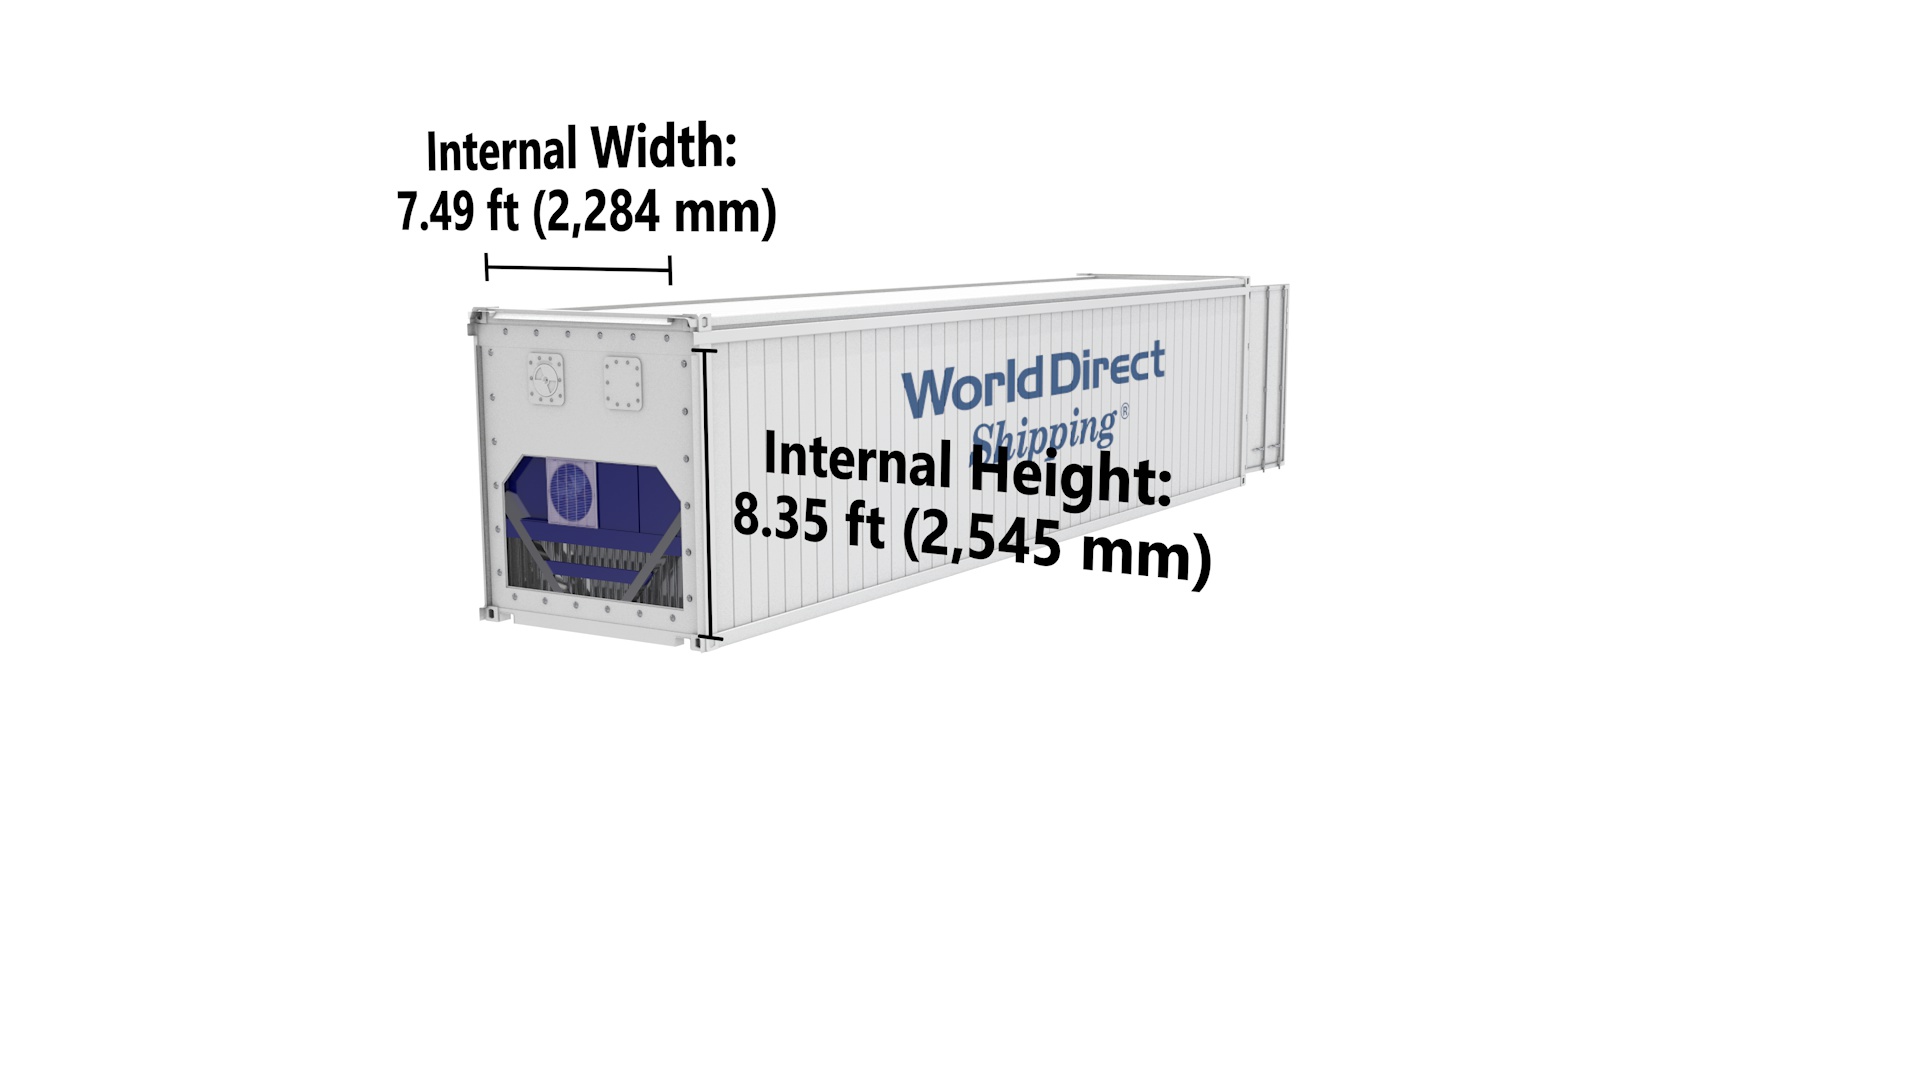 Internal Width:
7.49 ft (2,284 mm)
World Direct
Shipping®
Internal Height:
8.35 ft (2,545 mm)